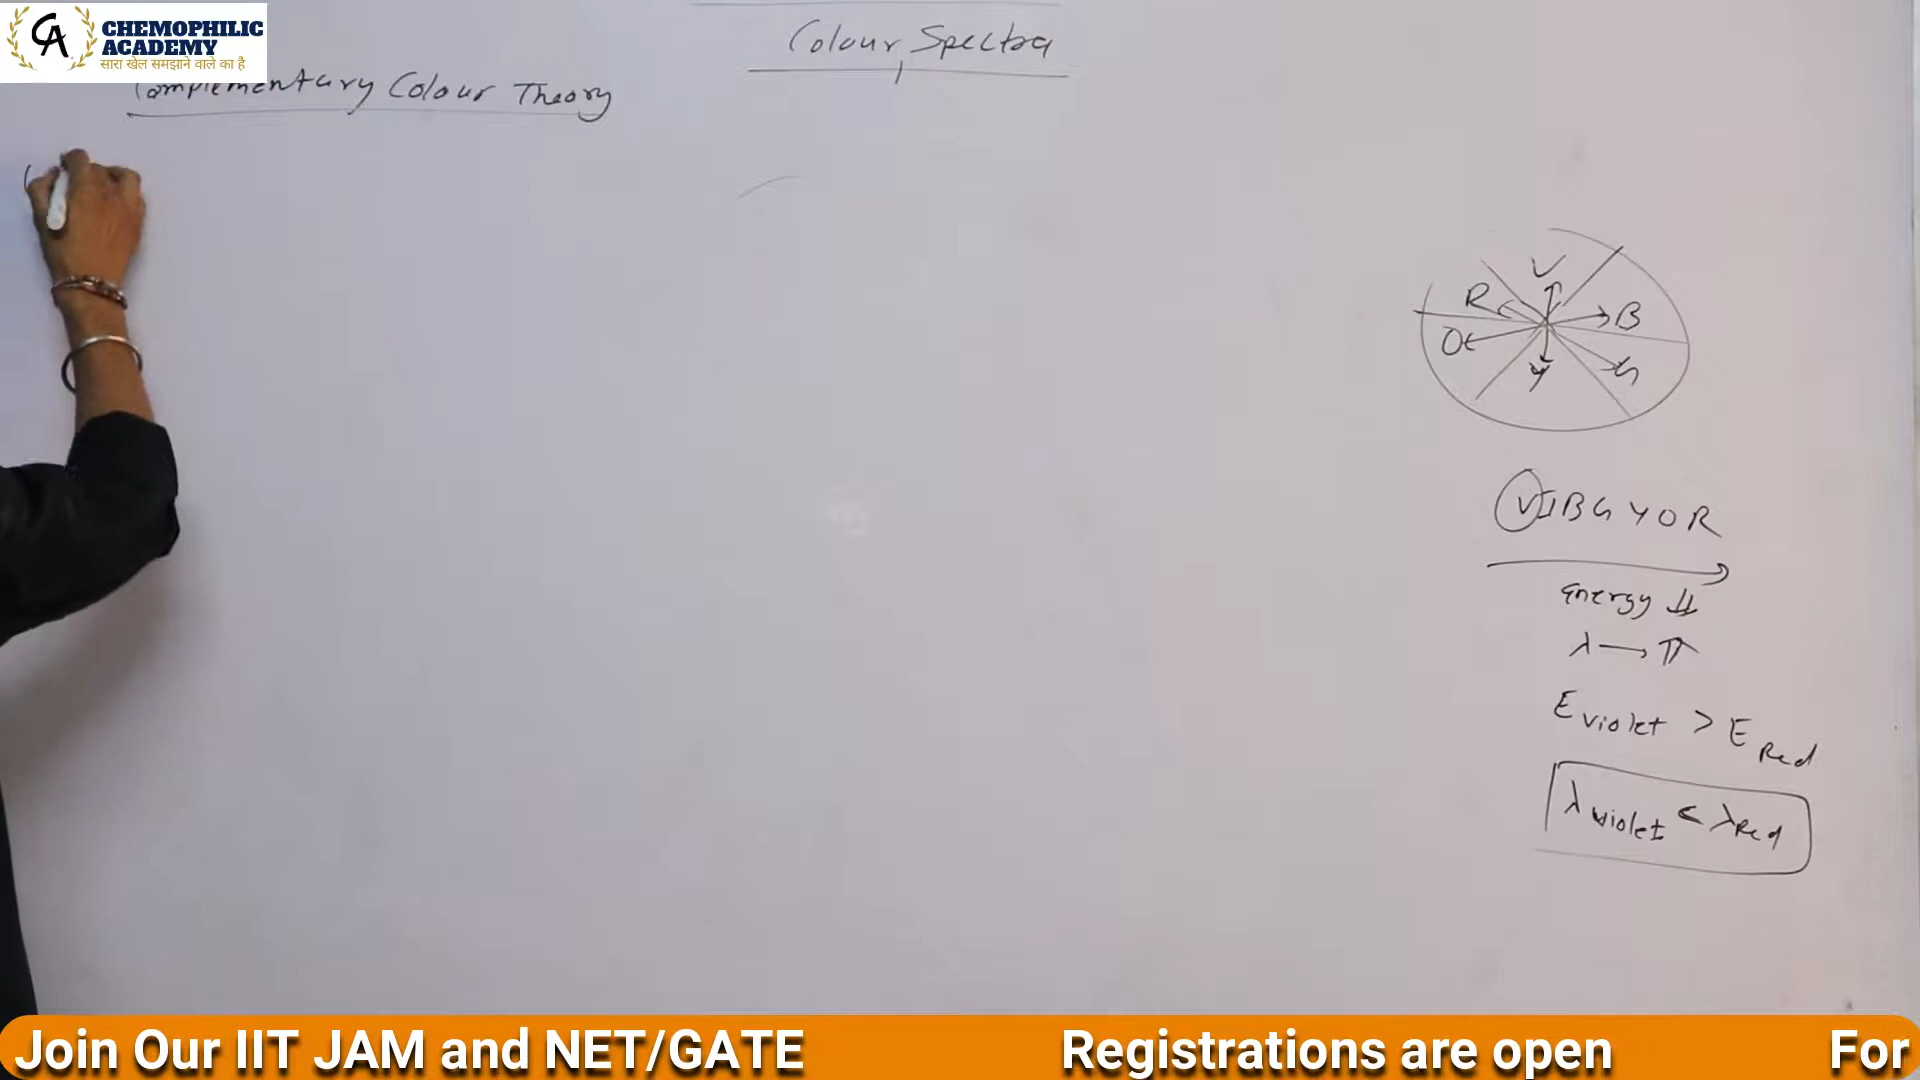 CA
CHEMOPHILIC
ACADEMY
सारा खेल समझाने वाले का है
Colour Spectra
Complementary Colour Theory
V
R
B
O
G
Y
VIBGYOR
Energy ↓↓
λ → ↑↑
E violet > E Red
λ violet < λ Red
Join Our IIT JAM and NET/GATE Registrations are open For